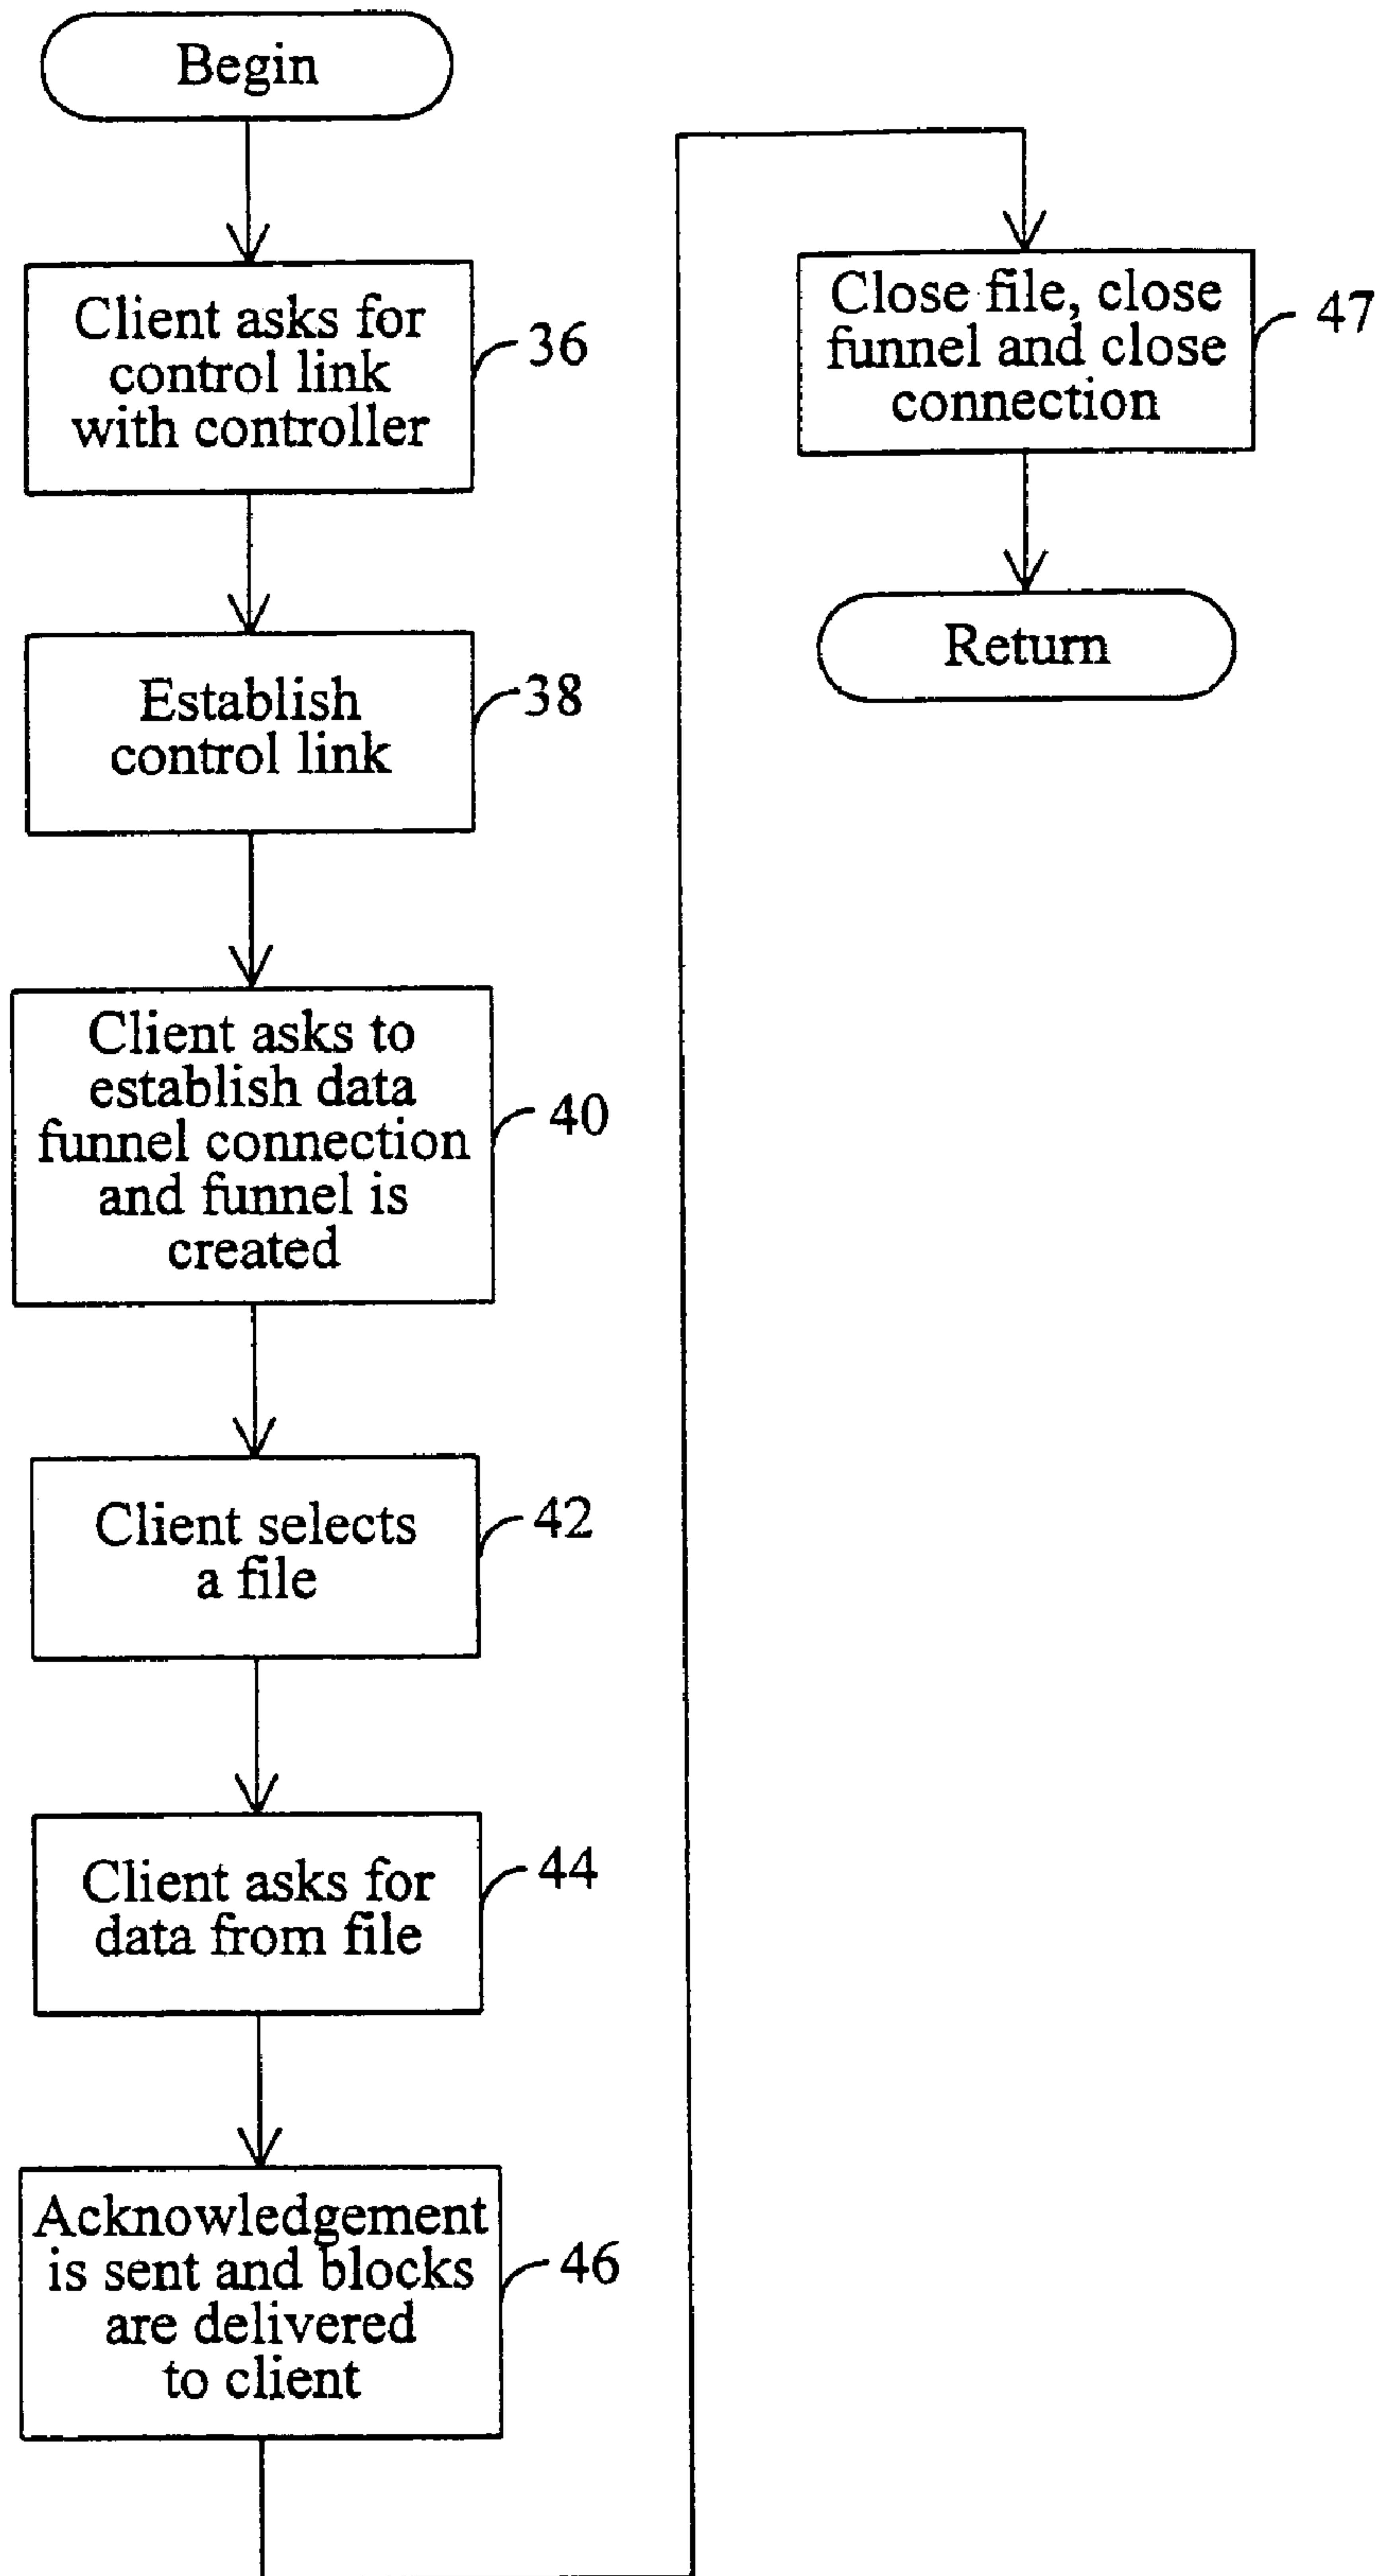 Begin
Client asks for
control link
with controller
36
Establish
control link
38
Client asks to
establish data
funnel connection
and funnel is
created
40
Client selects
a file
42
Client asks for
data from file
44
Acknowledgement
is sent and blocks
are delivered
to client
46
Close file, close
funnel and close
connection
47
Return